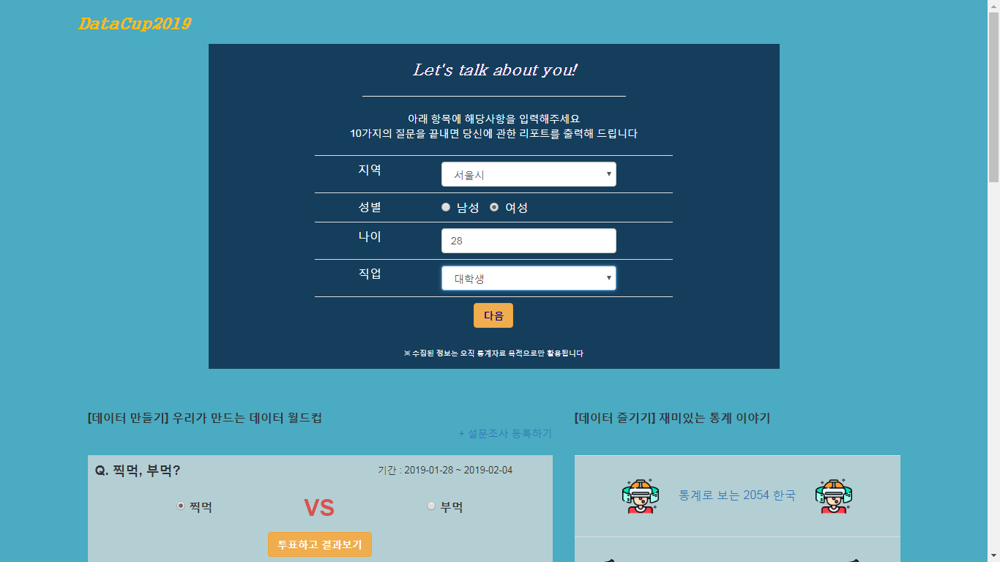 DataCup2019
Let's talk about you!
아래 항목에 해당사항을 입력해주세요
10가지의 질문을 끝내면 당신에 관한 리포트를 출력해 드립니다
지역 서울시
성별 남성 여성
나이 28
직업 대학생
다음
※ 수집된 정보는 오직 통계자료 목적으로만 활용됩니다
[데이터 만들기] 우리가 만드는 데이터 월드컵
+ 설문조사 등록하기
Q. 찍먹, 부먹? 기간 : 2019-01-28 ~ 2019-02-04
찍먹 VS 부먹
투표하고 결과보기
[데이터 즐기기] 재미있는 통계 이야기
통계로 보는 2054 한국